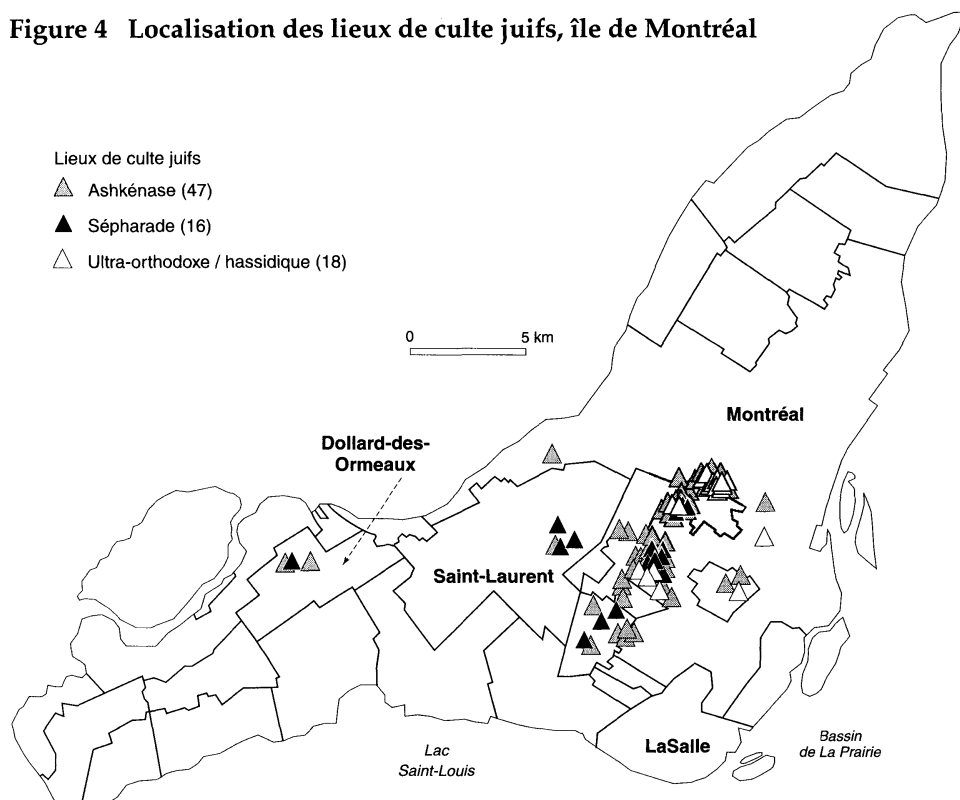 Figure 4 Localisation des lieux de culte juifs, île de Montréal
Lieux de culte juifs
Ashkénase (47)
Sépharade (16)
Ultra-orthodoxe / hassidique (18)
0 5 km
Montréal
Dollard-des-
Ormeaux
Saint-Laurent
LaSalle
Lac
Saint-Louis
Bassin
de La Prairie